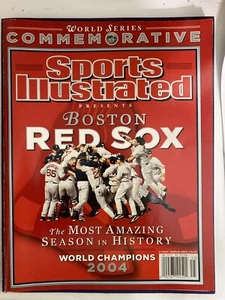 WORLD SERIES
COMMEMORATIVE
Sports
Illustrated
PRESENTS
BOSTON
RED SOX
The MOST AMAZING
SEASON IN HISTORY
WORLD CHAMPIONS
2004